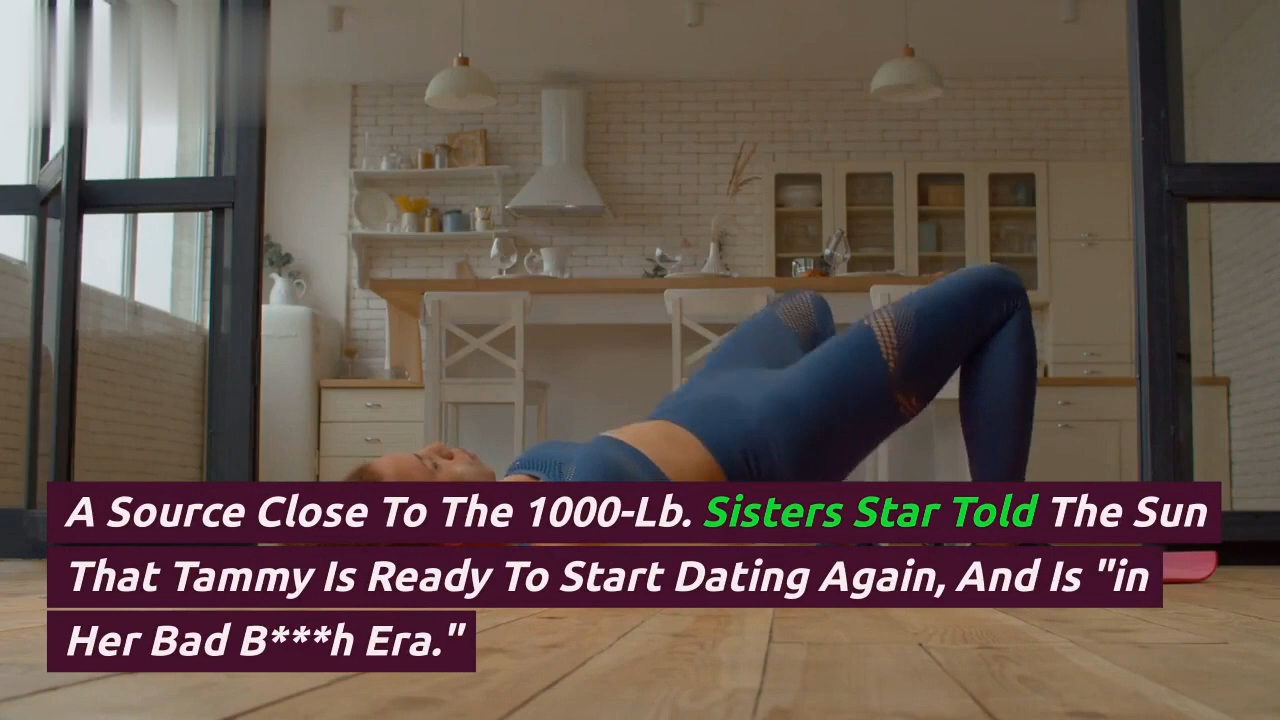 A Source Close To The 1000-Lb. Sisters Star Told The Sun
That Tammy Is Ready To Start Dating Again, And Is "in
Her Bad B***h Era."